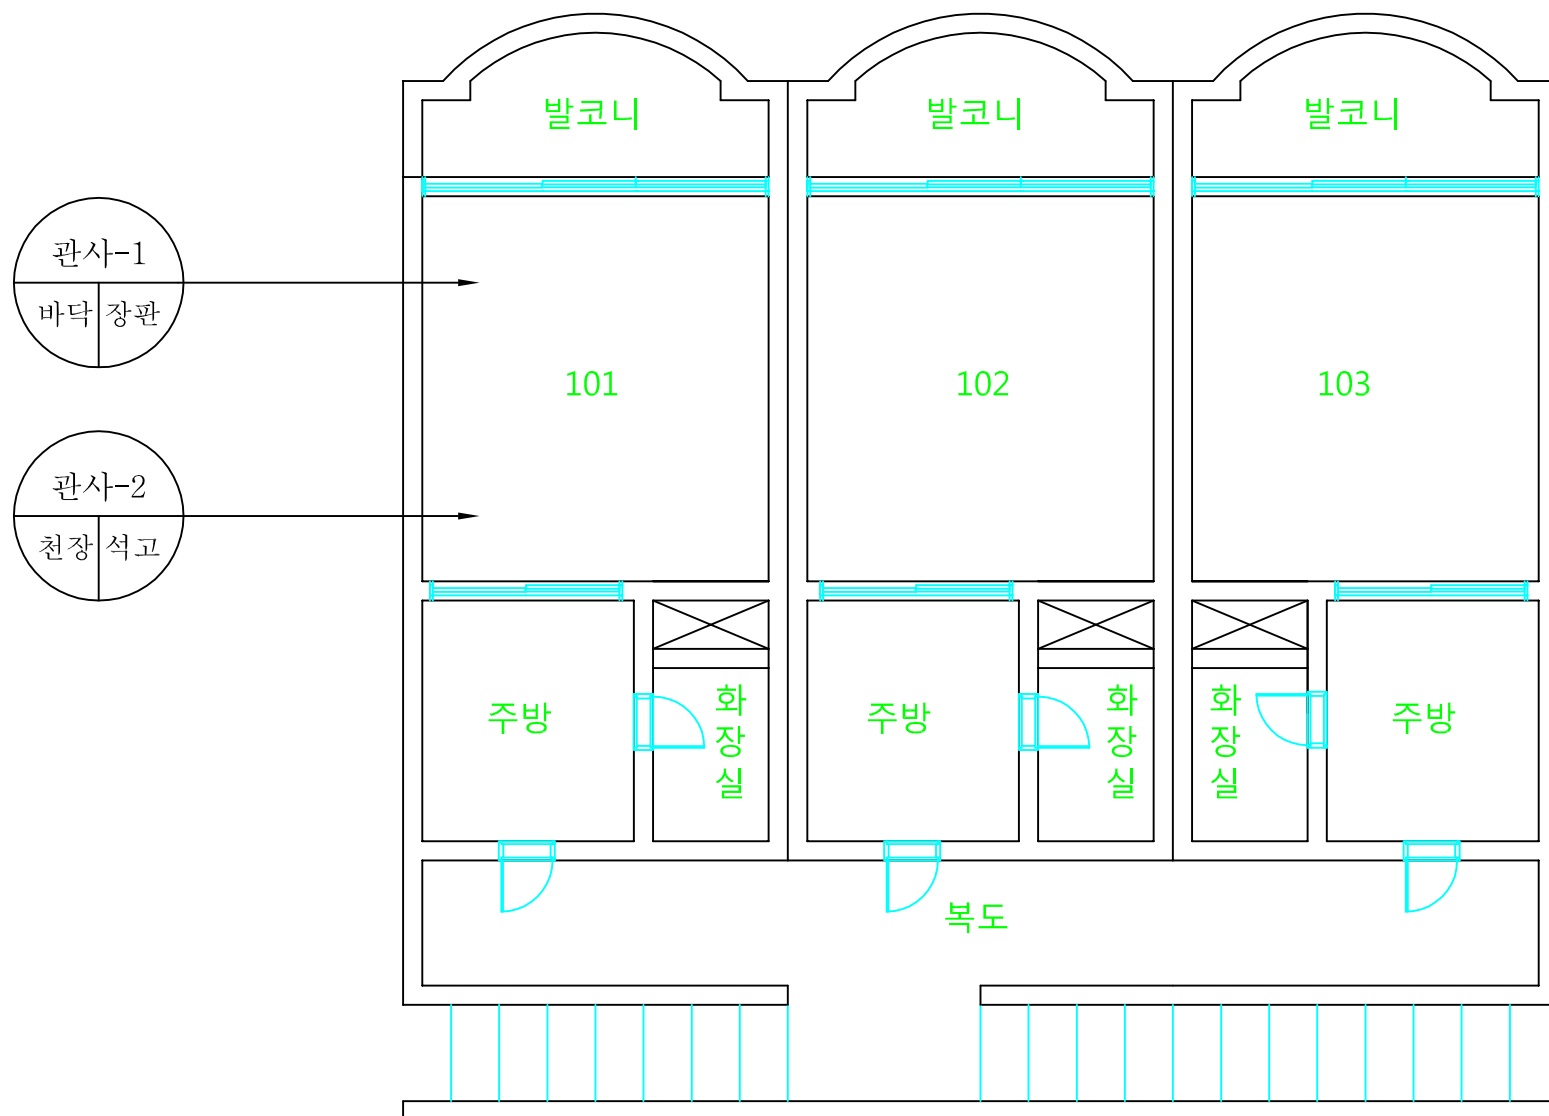 발코니
발코니
발코니
관사-1
바닥 장판
101
102
103
관사-2
천장 석고
주방
화장실
주방
화장실
화장실
주방
복도